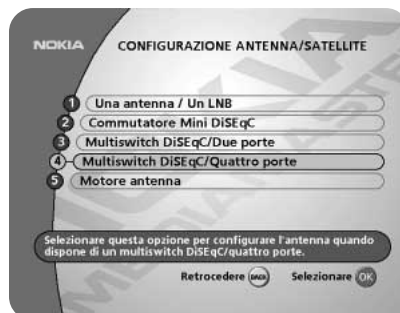 NOKIA
CONFIGURAZIONE ANTENNA/SATELLITE
1 Una antenna / Un LNB
2 Commutatore Mini DiSEqC
3 Multiswitch DiSEqC/Due porte
4 Multiswitch DiSEqC/Quattro porte
5 Motore antenna
Selezionare questa opzione per configurare l'antenna quando
dispone di un multiswitch DiSEqC/quattro porte.
Retrocedere BACK Selezionare OK
NOKIA
MEDIAMASTER